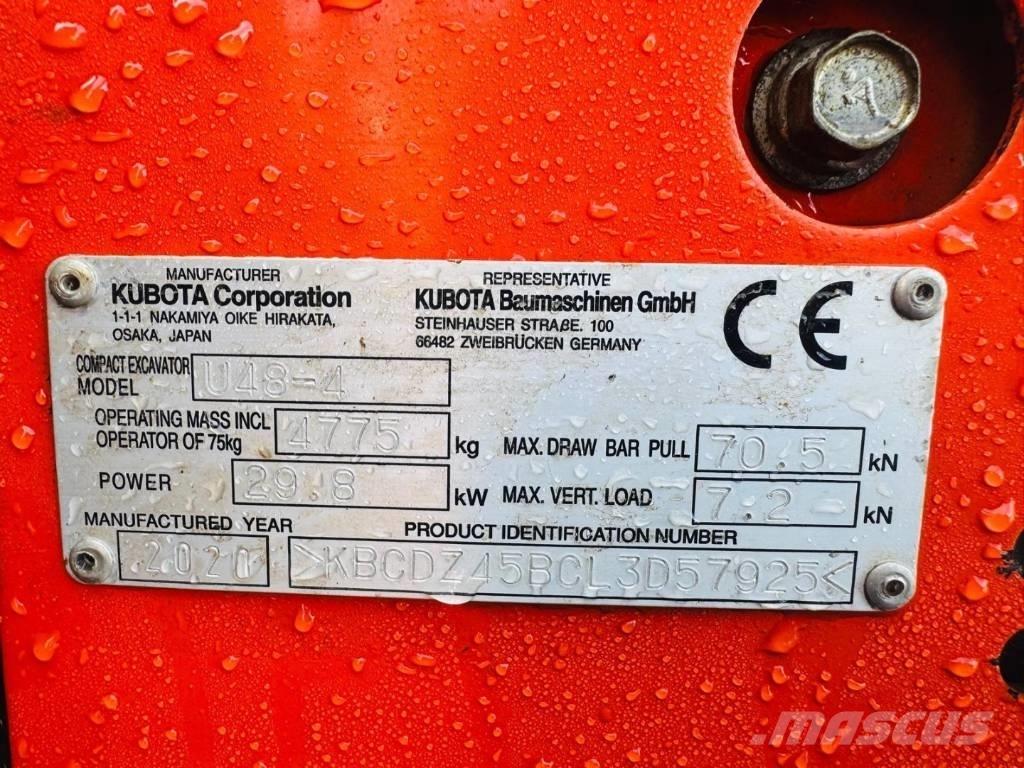 MANUFACTURER
KUBOTA Corporation
1-1-1 NAKAMIYA OIKE HIRAKATA,
OSAKA, JAPAN
REPRESENTATIVE
KUBOTA Baumaschinen GmbH
STEINHAUSER STRAßE. 100
66482 ZWEIBRÜCKEN GERMANY
CE
COMPACT EXCAVATOR
MODEL U48-4
OPERATING MASS INCL
OPERATOR OF 75kg 4775 kg
MAX. DRAW BAR PULL 70.5 kN
POWER 29.8 kW
MAX. VERT. LOAD 7.2 kN
MANUFACTURED YEAR
2020
PRODUCT IDENTIFICATION NUMBER
>KBCDZ45BCL3D57925<
mascus